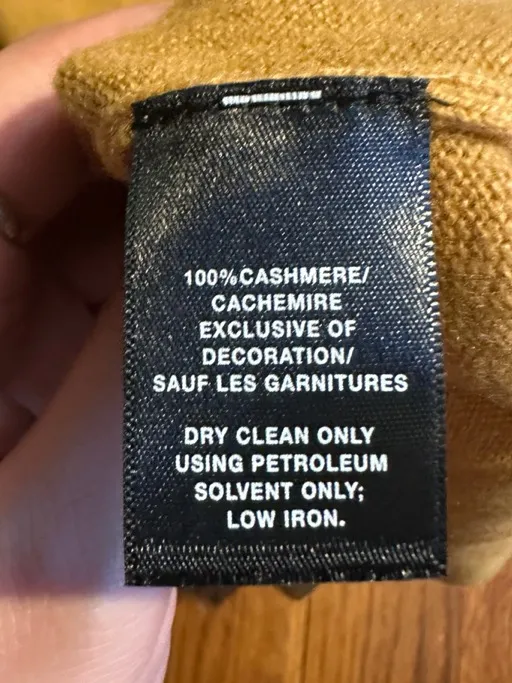 100%CASHMERE/
CACHEMIRE
EXCLUSIVE OF
DECORATION/
SAUF LES GARNITURES
DRY CLEAN ONLY
USING PETROLEUM
SOLVENT ONLY;
LOW IRON.